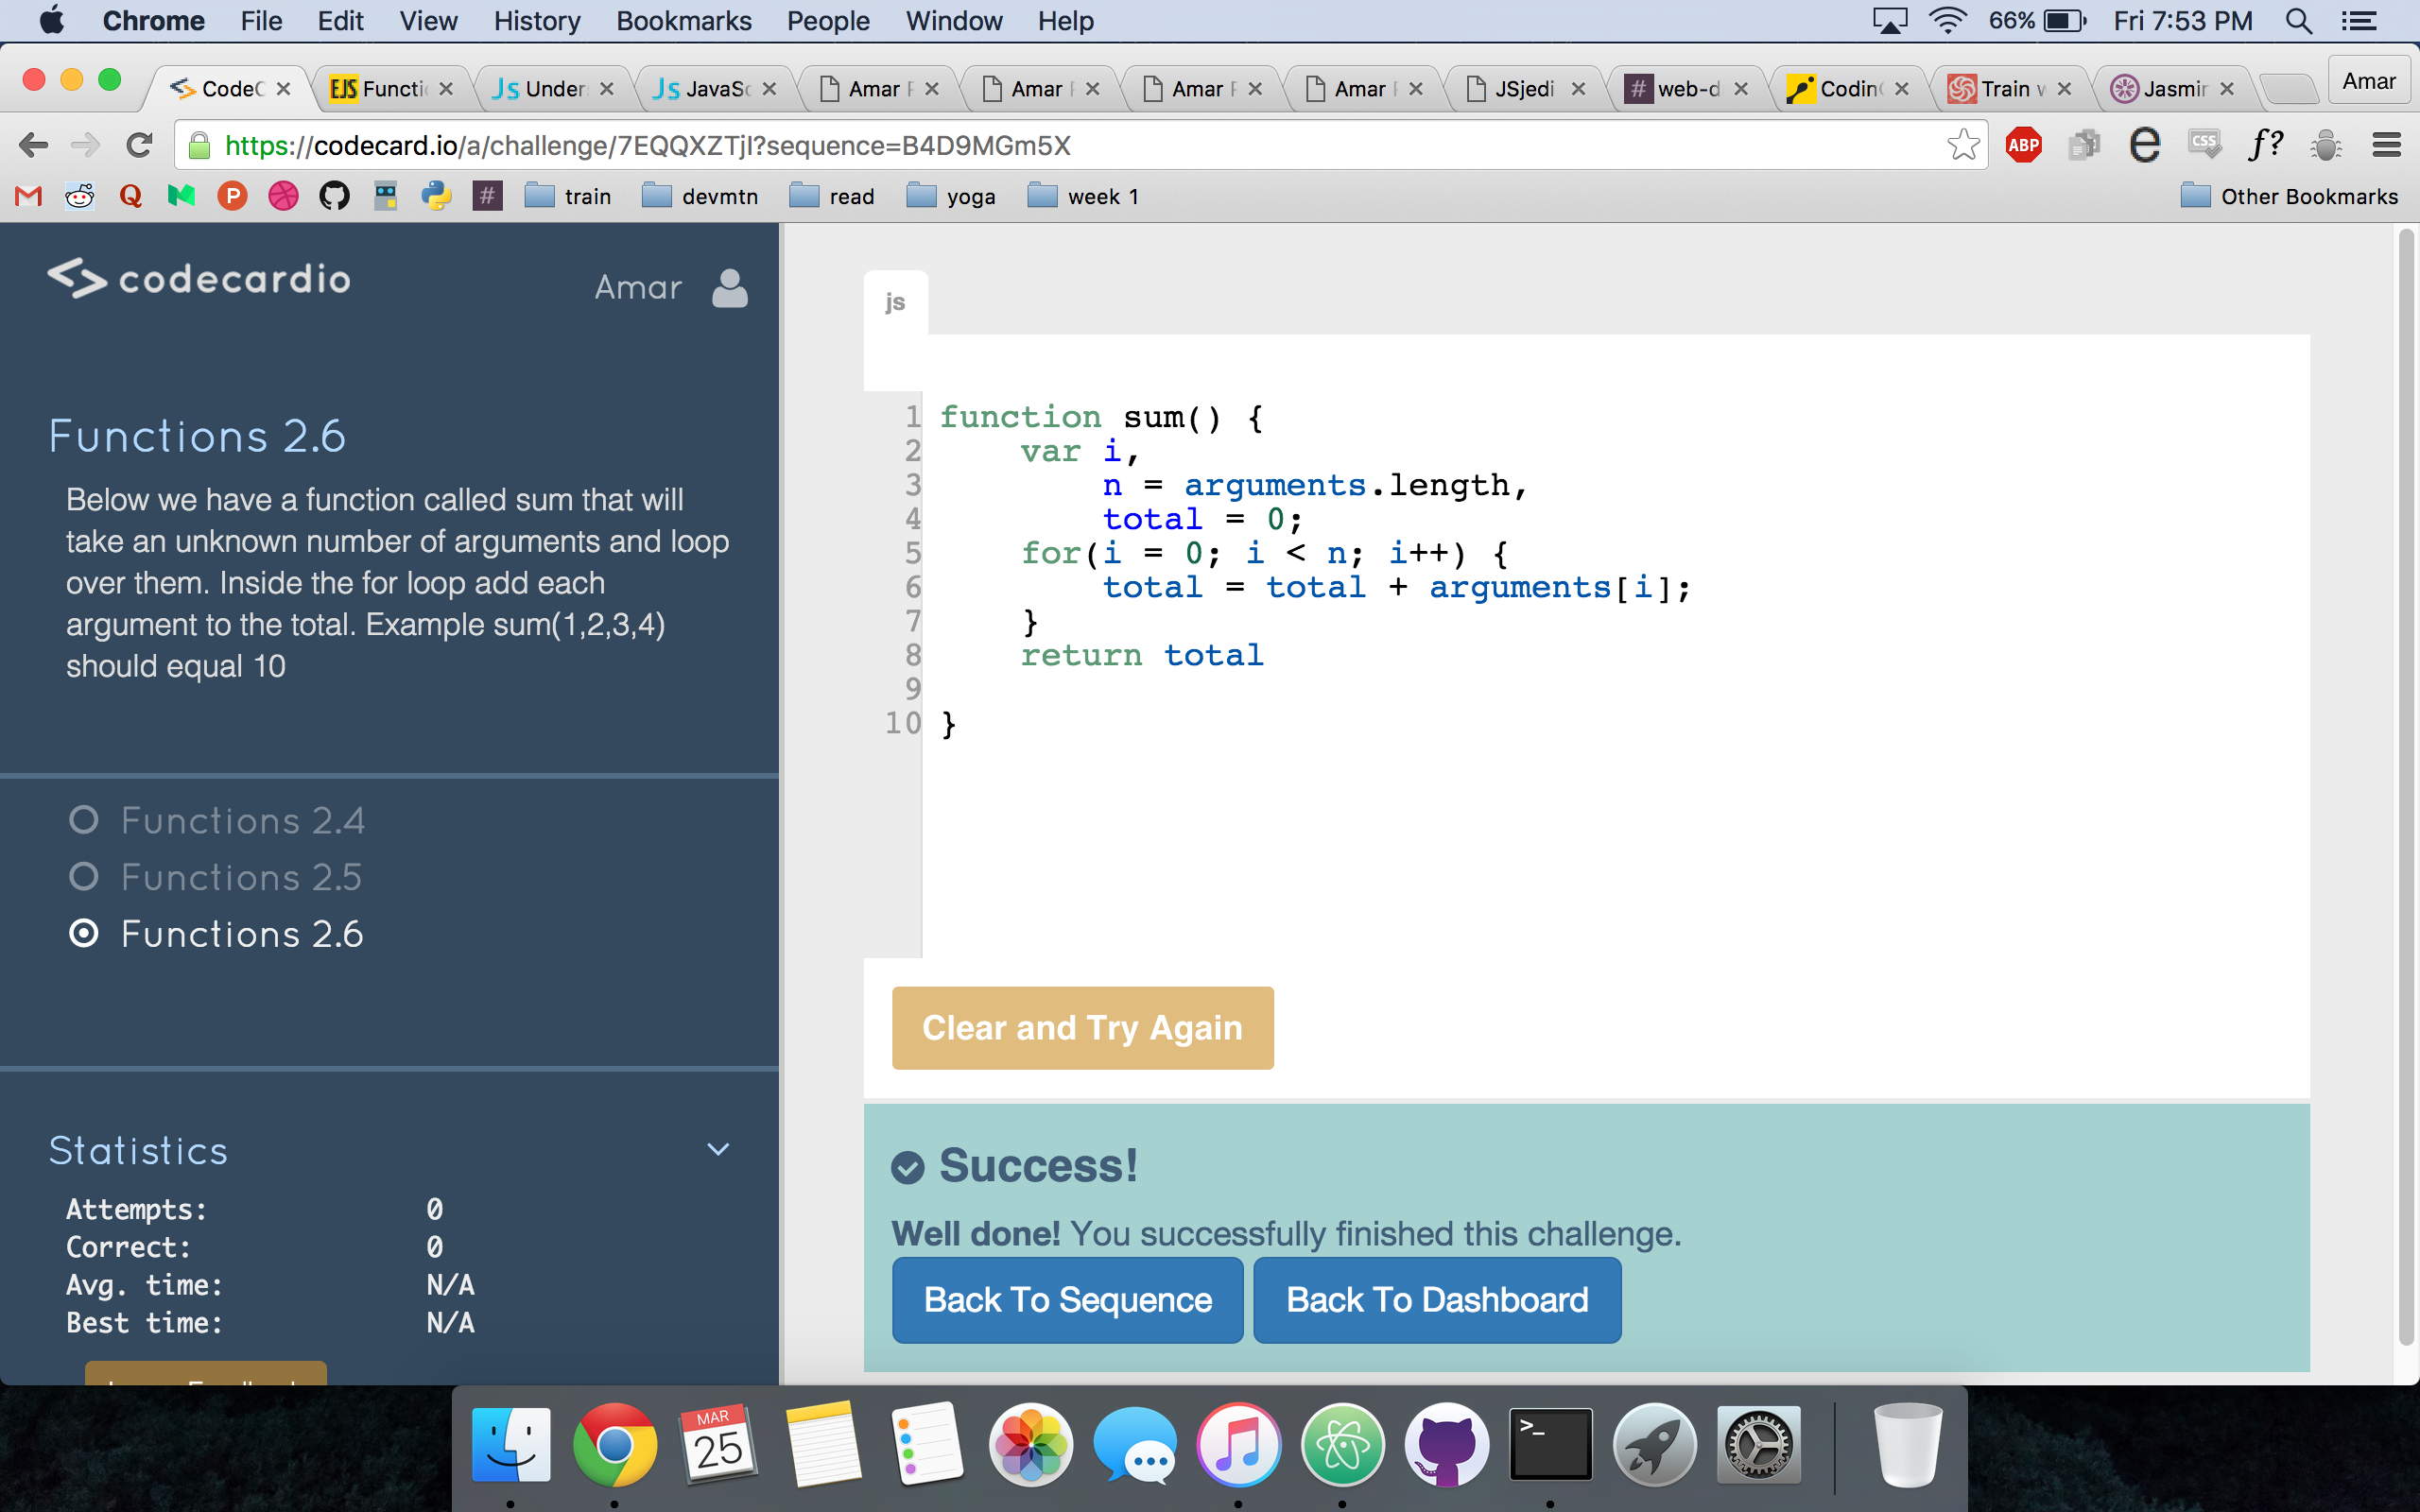 Chrome File Edit View History Bookmarks People Window Help 66% Fri 7:53 PM
CodeC EJS Functi Js Under Js JavaSc Amar Amar Amar Amar JSjedi # web-d Codin Train Jasmin Amar
https://codecard.io/a/challenge/7EQQXZTjI?sequence=B4D9MGm5X ABP e CSS f?
M Q P # train devmtn read yoga week 1 Other Bookmarks
codecardio
Amar
Functions 2.6
Below we have a function called sum that will
take an unknown number of arguments and loop
over them. Inside the for loop add each
argument to the total. Example sum(1,2,3,4)
should equal 10
Functions 2.4
Functions 2.5
Functions 2.6
Statistics
Attempts: 0
Correct: 0
Avg. time: N/A
Best time: N/A
js
1 function sum() {
2 var i,
3 n = arguments.length,
4 total = 0;
5 for(i = 0; i < n; i++) {
6 total = total + arguments[i];
7 }
8 return total
9
10 }
Clear and Try Again
Success!
Well done! You successfully finished this challenge.
Back To Sequence Back To Dashboard
MAR
25
>_